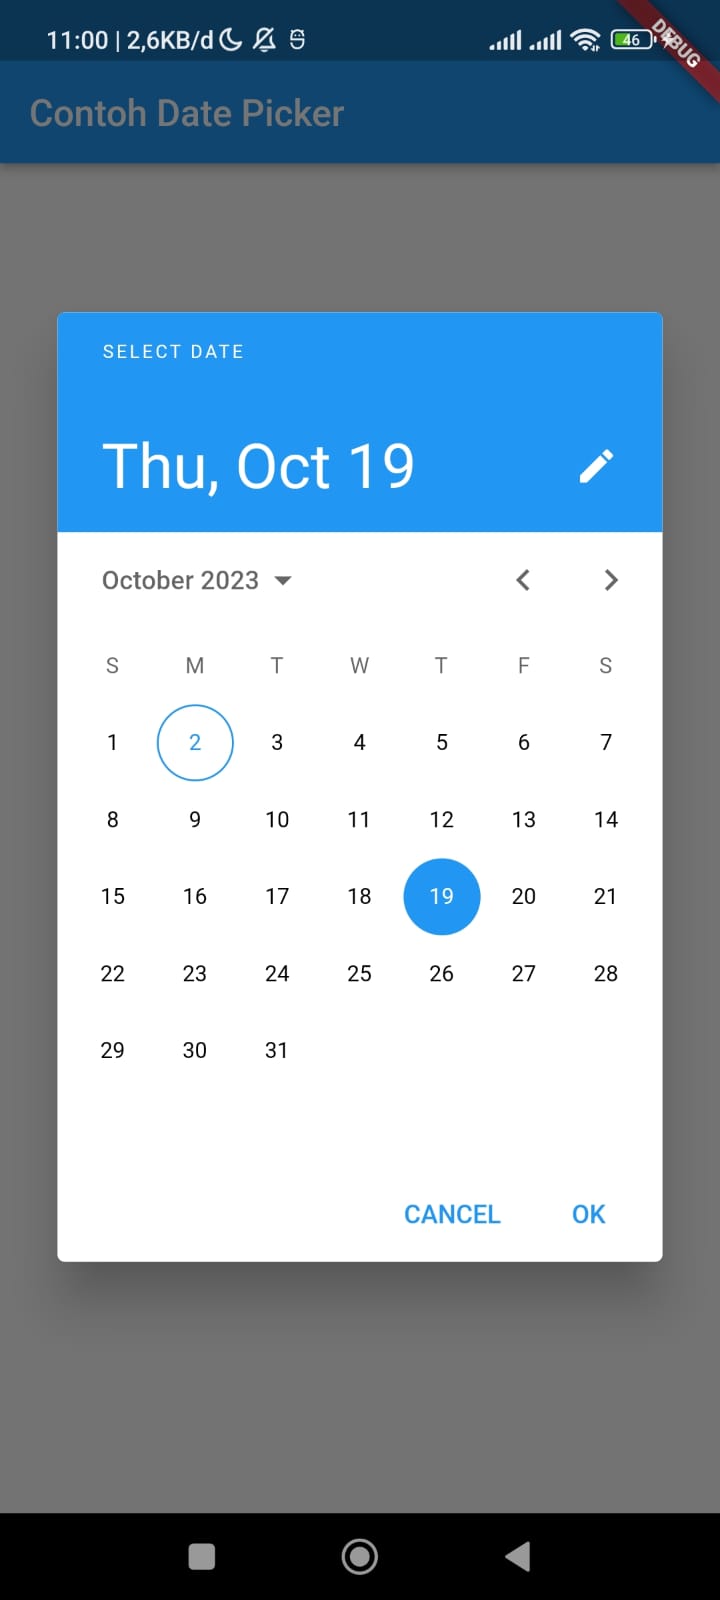 11:00 | 2,6KB/d
46
DEBUG
Contoh Date Picker
SELECT DATE
Thu, Oct 19
October 2023
S M T W T F S
1 2 3 4 5 6 7
8 9 10 11 12 13 14
15 16 17 18 19 20 21
22 23 24 25 26 27 28
29 30 31
CANCEL OK